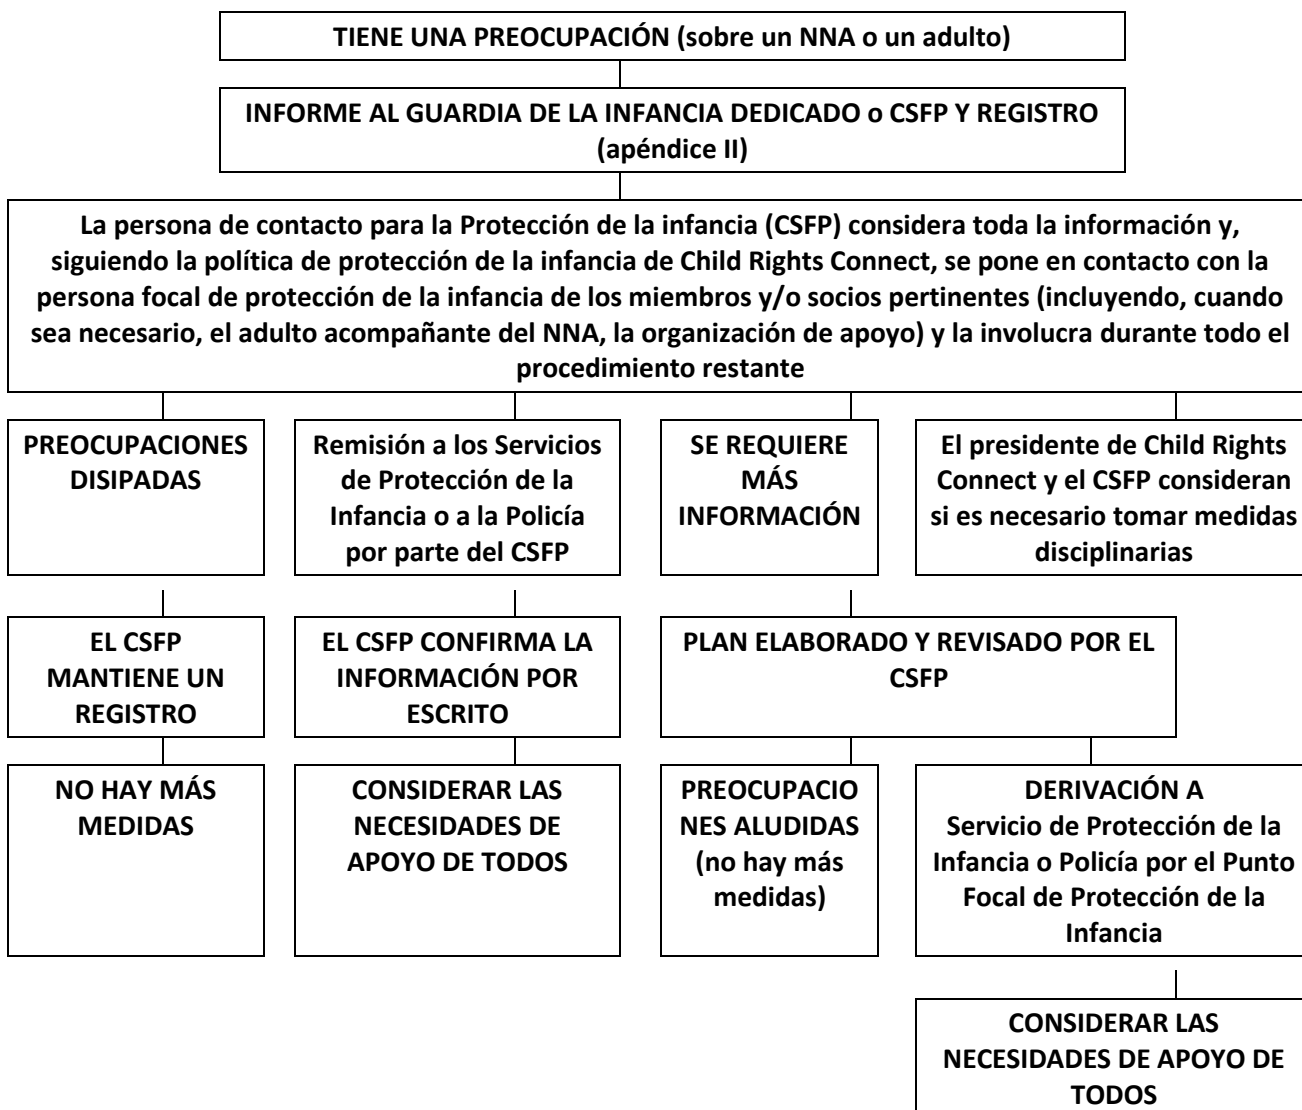 TIENE UNA PREOCUPACIÓN (sobre un NNA o un adulto)
INFORME AL GUARDIA DE LA INFANCIA DEDICADO o CSFP Y REGISTRO
(apéndice II)
La persona de contacto para la Protección de la infancia (CSFP) considera toda la información y,
siguiendo la política de protección de la infancia de Child Rights Connect, se pone en contacto con la
persona focal de protección de la infancia de los miembros y/o socios pertinentes (incluyendo, cuando
sea necesario, el adulto acompañante del NNA, la organización de apoyo) y la involucra durante todo el
procedimiento restante
PREOCUPACIONES
DISIPADAS
Remisión a los Servicios
de Protección de la
Infancia o a la Policía
por parte del CSFP
SE REQUIERE
MÁS
INFORMACIÓN
El presidente de Child Rights
Connect y el CSFP consideran
si es necesario tomar medidas
disciplinarias
EL CSFP
MANTIENE UN
REGISTRO
EL CSFP CONFIRMA LA
INFORMACIÓN POR
ESCRITO
PLAN ELABORADO Y REVISADO POR EL
CSFP
NO HAY MÁS
MEDIDAS
CONSIDERAR LAS
NECESIDADES DE
APOYO DE TODOS
PREOCUPACIO
NES ALUDIDAS
(no hay más
medidas)
DERIVACIÓN A
Servicio de Protección de la
Infancia o Policía por el Punto
Focal de Protección de la
Infancia
CONSIDERAR LAS
NECESIDADES DE APOYO DE
TODOS